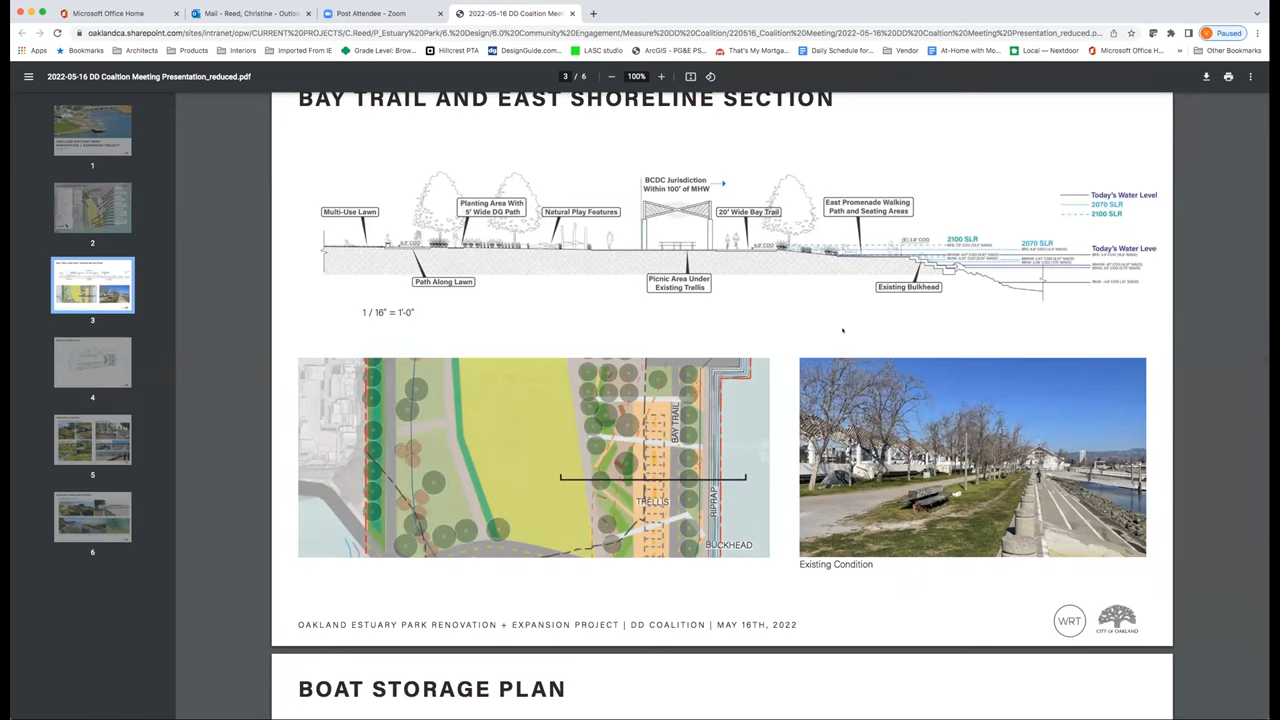 Microsoft Office Home
Mail - Reed, Christine - Outloo
Post Attendee - Zoom
2022-05-16 DD Coaltion Meet
oaklandca.sharepoint.com/sites/intranet/opw/CURRENT PROJECTS/C.Reed/P_Estuary%20Park/6.%20Design/6.0%20Community%20Engagement/Measure%20DD%20Coalition/220516_Coalition%20Meeting/2022-05-16%20DD%20Coaltion%20Meeting%20Presentation_reduced.p...
Paused
Apps
Bookmarks
Architects
Products
Interiors
Imported From IE
Grade Level: Brow...
Hillcrest PTA
DesignGuide.com...
LASC studio
ArcGIS - PG&E PS...
That's My Mortga...
Daily Schedule for...
Vendor
At-Home with Mo...
Local — Nextdoor
Microsoft Office H...
Other Bookmarks
2022-05-16 DD Coaltion Meeting Presentation_reduced.pdf
3 / 6
100%
1
2
3
4
5
6
BAY TRAIL AND EAST SHORELINE SECTION
BCDC Jurisdiction
Within 100' of MHW
Multi-Use Lawn
Planting Area With
5' Wide DG Path
Natural Play Features
20' Wide Bay Trail
East Promenade Walking
Path and Seating Areas
Today's Water Level
2070 SLR
2100 SLR
2100 SLR
2070 SLR
Today's Water Leve
Path Along Lawn
Picnic Area Under
Existing Trellis
Existing Bulkhead
1 / 16" = 1'-0"
BAY TRAIL
TRELLIS
RIPRAP
BUCKHEAD
Existing Condition
OAKLAND ESTUARY PARK RENOVATION + EXPANSION PROJECT | DD COALITION | MAY 16TH, 2022
WRT
CITY OF OAKLAND
BOAT STORAGE PLAN